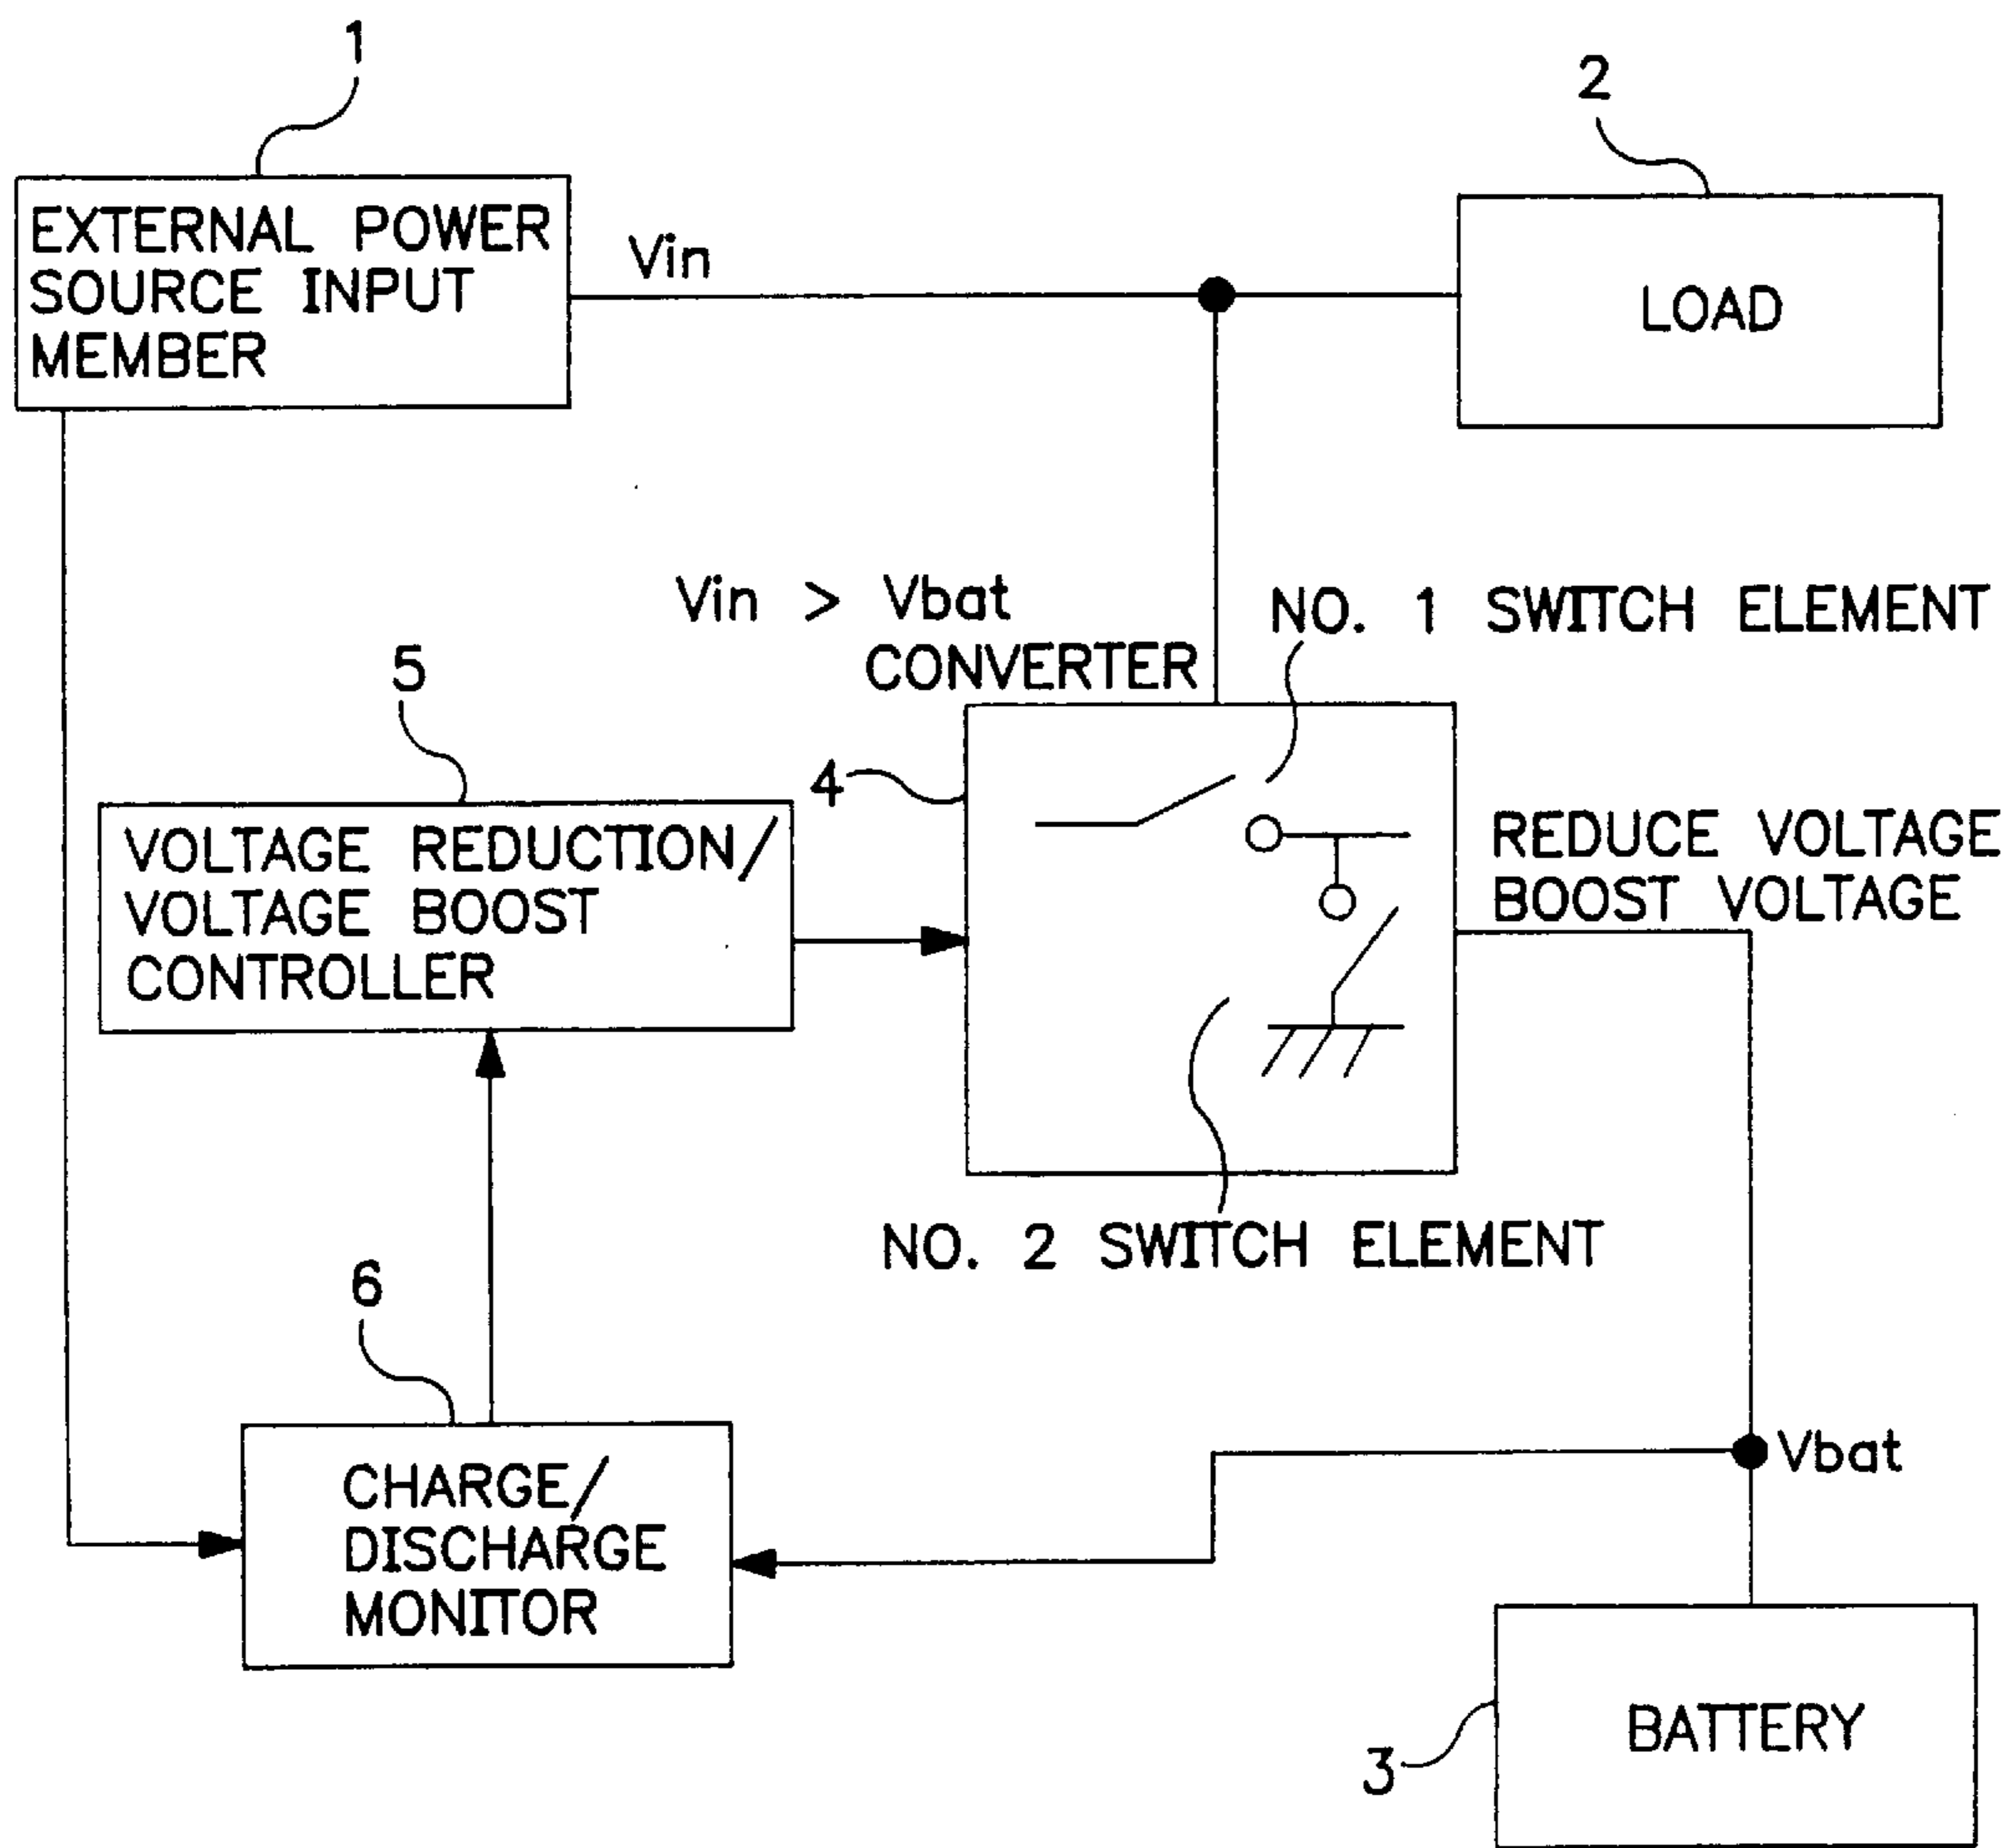 1
2
EXTERNAL POWER
SOURCE INPUT
MEMBER
Vin
LOAD
Vin > Vbat
CONVERTER
NO. 1 SWITCH ELEMENT
5
4
VOLTAGE REDUCTION/
VOLTAGE BOOST
CONTROLLER
REDUCE VOLTAGE
BOOST VOLTAGE
NO. 2 SWITCH ELEMENT
6
CHARGE/
DISCHARGE
MONITOR
Vbat
BATTERY
3